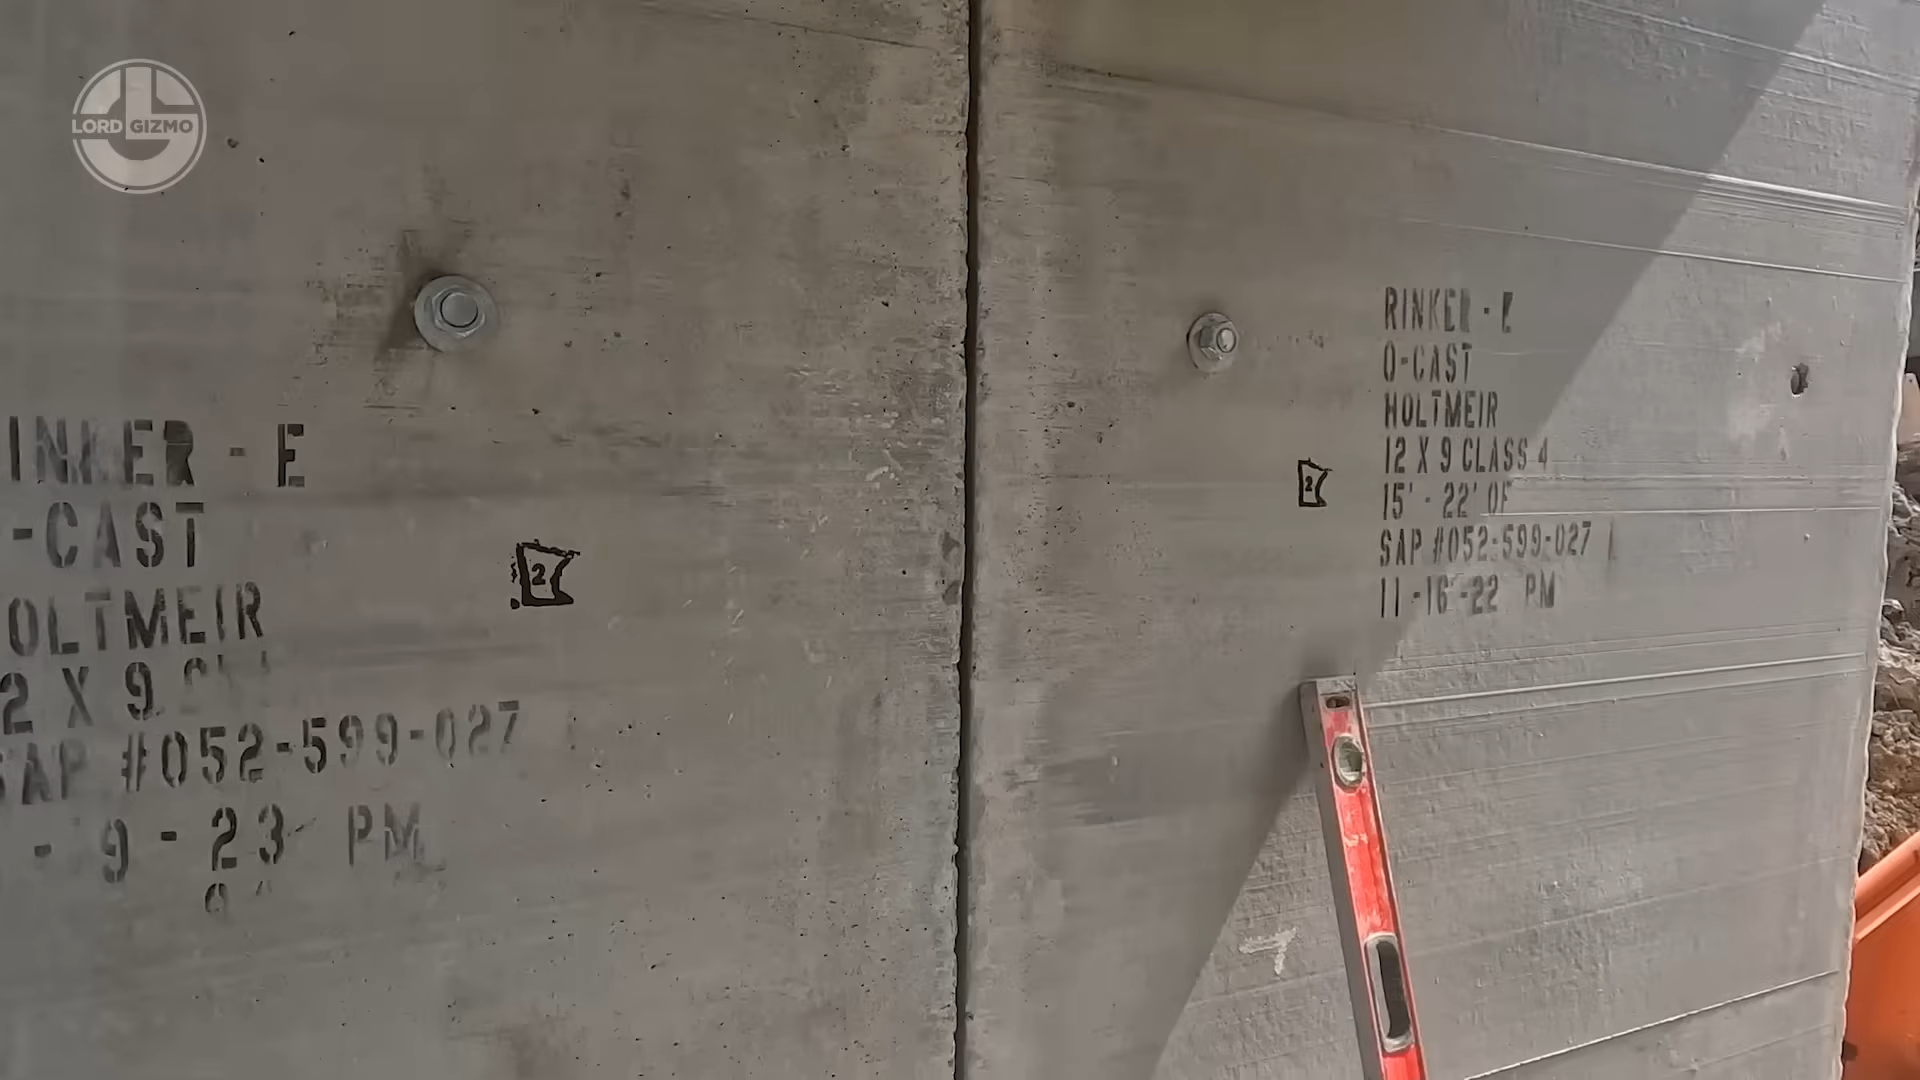 LORD GIZMO
INKER - E
-CAST
OLTMEIR
2 X 9
SAP #052-599-027
- 9 - 23 PM
2
RINKER - E
O-CAST
HOLTMEIR
12 X 9 CLASS 4
15' - 22' OF
SAP #052-599-027
11-16-22 PM
2